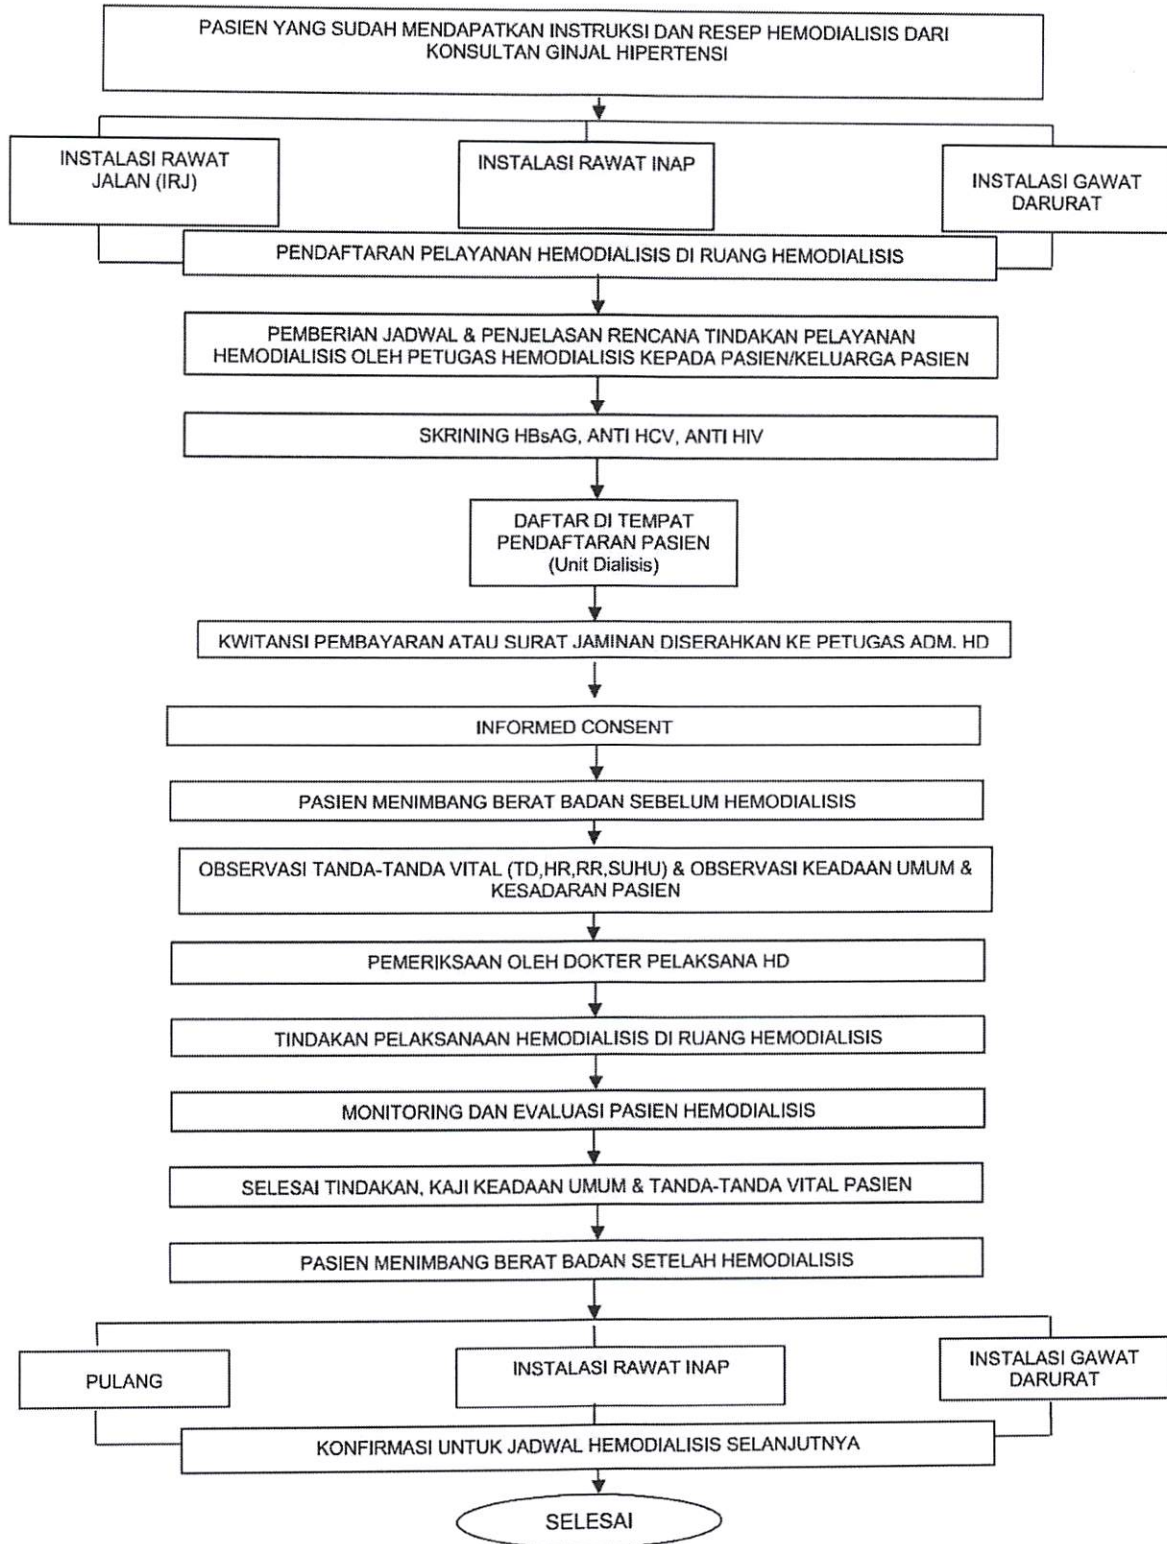 PASIEN YANG SUDAH MENDAPATKAN INSTRUKSI DAN RESEP HEMODIALISIS DARI
KONSULTAN GINJAL HIPERTENSI
INSTALASI RAWAT
JALAN (IRJ)
INSTALASI RAWAT INAP
INSTALASI GAWAT
DARURAT
PENDAFTARAN PELAYANAN HEMODIALISIS DI RUANG HEMODIALISIS
PEMBERIAN JADWAL & PENJELASAN RENCANA TINDAKAN PELAYANAN
HEMODIALISIS OLEH PETUGAS HEMODIALISIS KEPADA PASIEN/KELUARGA PASIEN
SKRINING HBsAG, ANTI HCV, ANTI HIV
DAFTAR DI TEMPAT
PENDAFTARAN PASIEN
(Unit Dialisis)
KWITANSI PEMBAYARAN ATAU SURAT JAMINAN DISERAHKAN KE PETUGAS ADM. HD
INFORMED CONSENT
PASIEN MENIMBANG BERAT BADAN SEBELUM HEMODIALISIS
OBSERVASI TANDA-TANDA VITAL (TD,HR,RR,SUHU) & OBSERVASI KEADAAN UMUM &
KESADARAN PASIEN
PEMERIKSAAN OLEH DOKTER PELAKSANA HD
TINDAKAN PELAKSANAAN HEMODIALISIS DI RUANG HEMODIALISIS
MONITORING DAN EVALUASI PASIEN HEMODIALISIS
SELESAI TINDAKAN, KAJI KEADAAN UMUM & TANDA-TANDA VITAL PASIEN
PASIEN MENIMBANG BERAT BADAN SETELAH HEMODIALISIS
PULANG
INSTALASI RAWAT INAP
INSTALASI GAWAT
DARURAT
KONFIRMASI UNTUK JADWAL HEMODIALISIS SELANJUTNYA
SELESAI